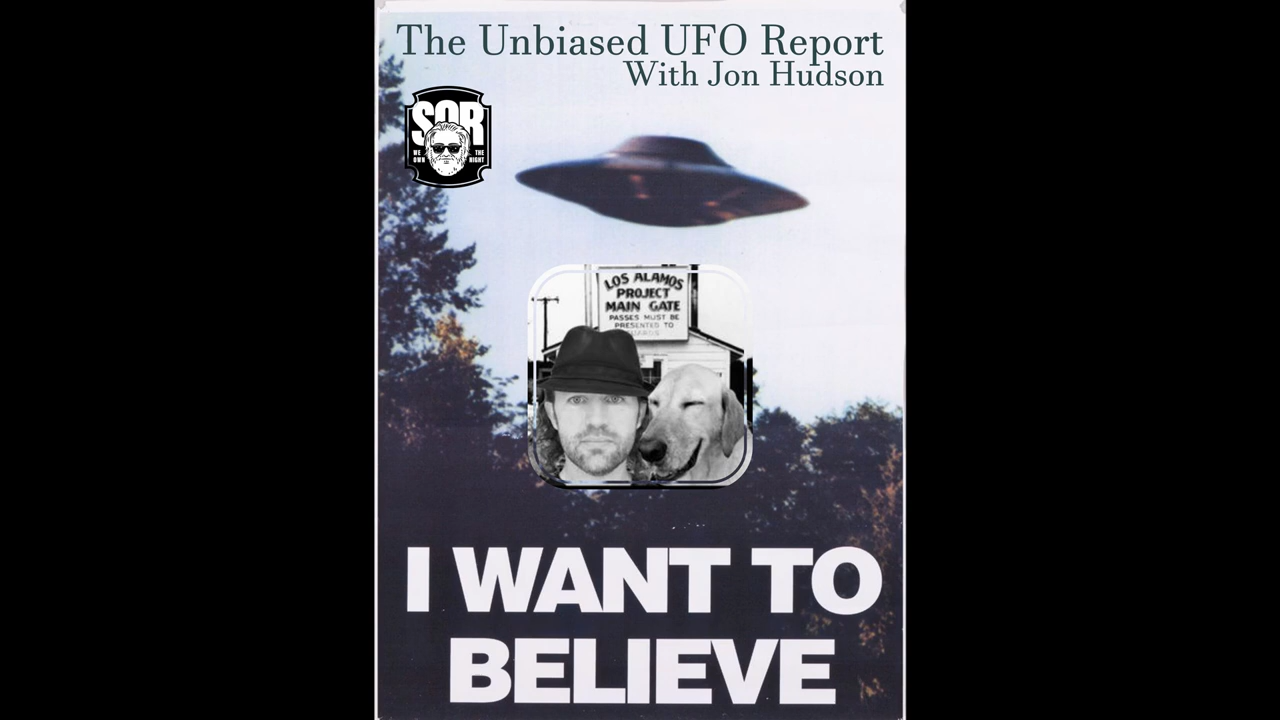 The Unbiased UFO Report
With Jon Hudson
SOR
WE OWN THE NIGHT
LOS ALAMOS
PROJECT
MAIN GATE
PASSES MUST BE
PRESENTED TO
GUARDS
I WANT TO
BELIEVE